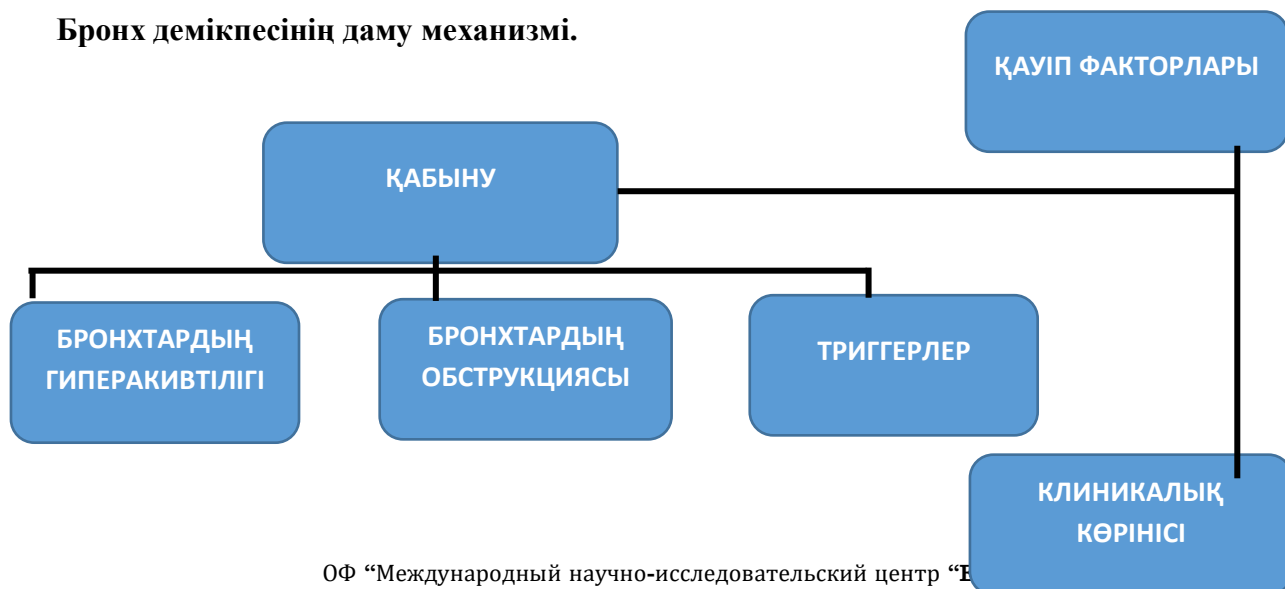 Бронх демікпесінің даму механизмі.
ҚАУІП ФАКТОРЛАРЫ
ҚАБЫНУ
БРОНХТАРДЫҢ
ГИПЕРАКИВТІЛІГІ
БРОНХТАРДЫҢ
ОБСТРУКЦИЯСЫ
ТРИГГЕРЛЕР
КЛИНИКАЛЫҚ
КӨРІНІСІ
ОФ “Международный научно-исследовательский центр